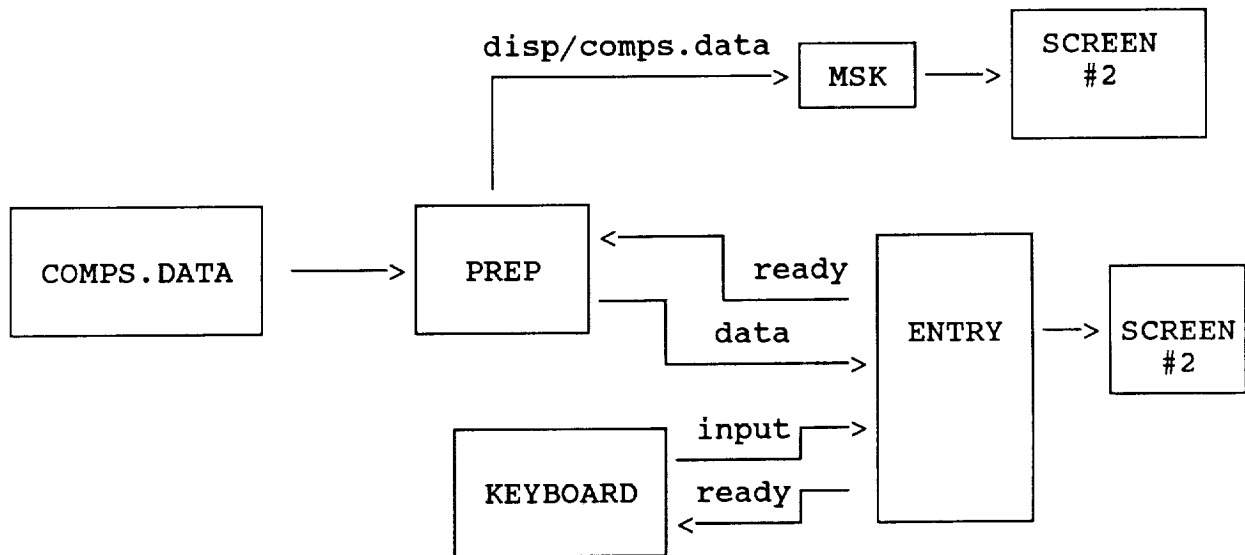 disp/comps.data
MSK
SCREEN
#2
COMPS.DATA
PREP
ready
data
ENTRY
SCREEN
#2
input
KEYBOARD
ready